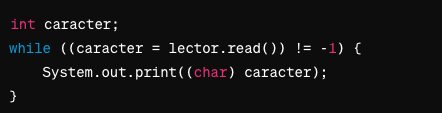 int caracter;
while ((caracter = lector.read()) != -1) {
    System.out.print((char) caracter);
}